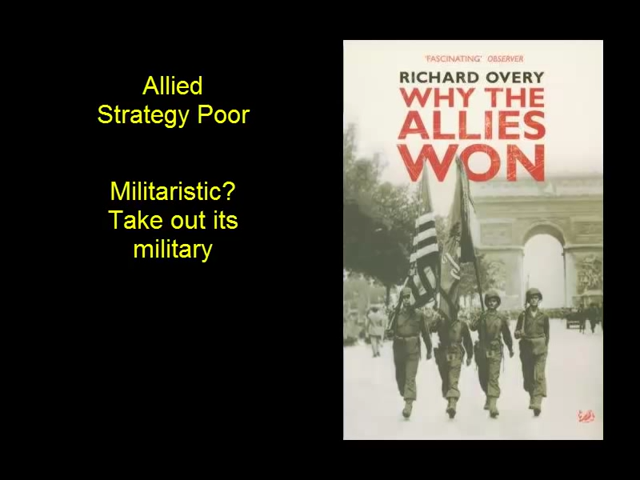 Allied
Strategy Poor
Militaristic?
Take out its
military
'FASCINATING' OBSERVER
RICHARD OVERY
WHY THE
ALLIES
WON